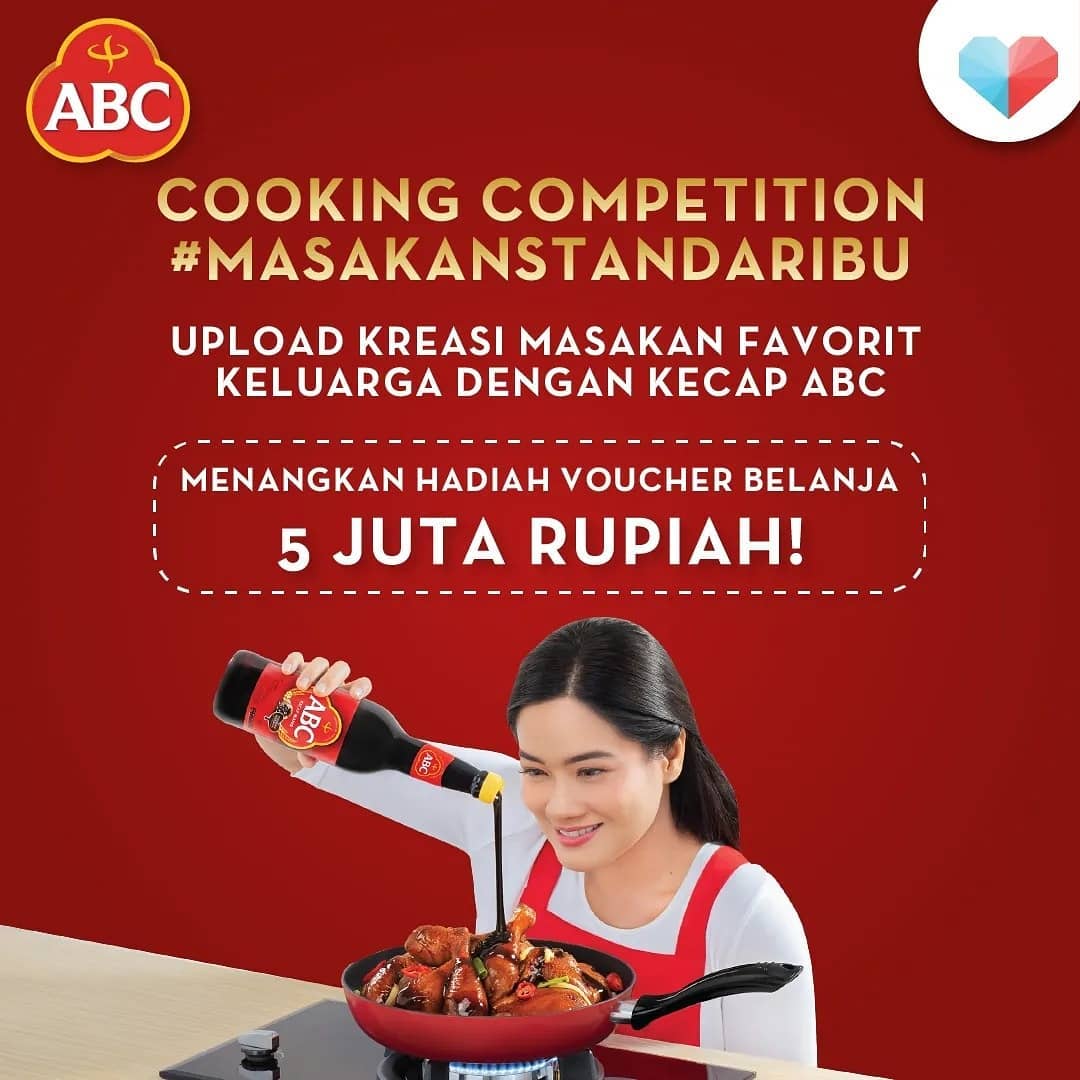 ABC
COOKING COMPETITION
#MASAKANSTANDARIBU
UPLOAD KREASI MASAKAN FAVORIT
KELUARGA DENGAN KECAP ABC
MENANGKAN HADIAH VOUCHER BELANJA
5 JUTA RUPIAH!
ABC
ABC